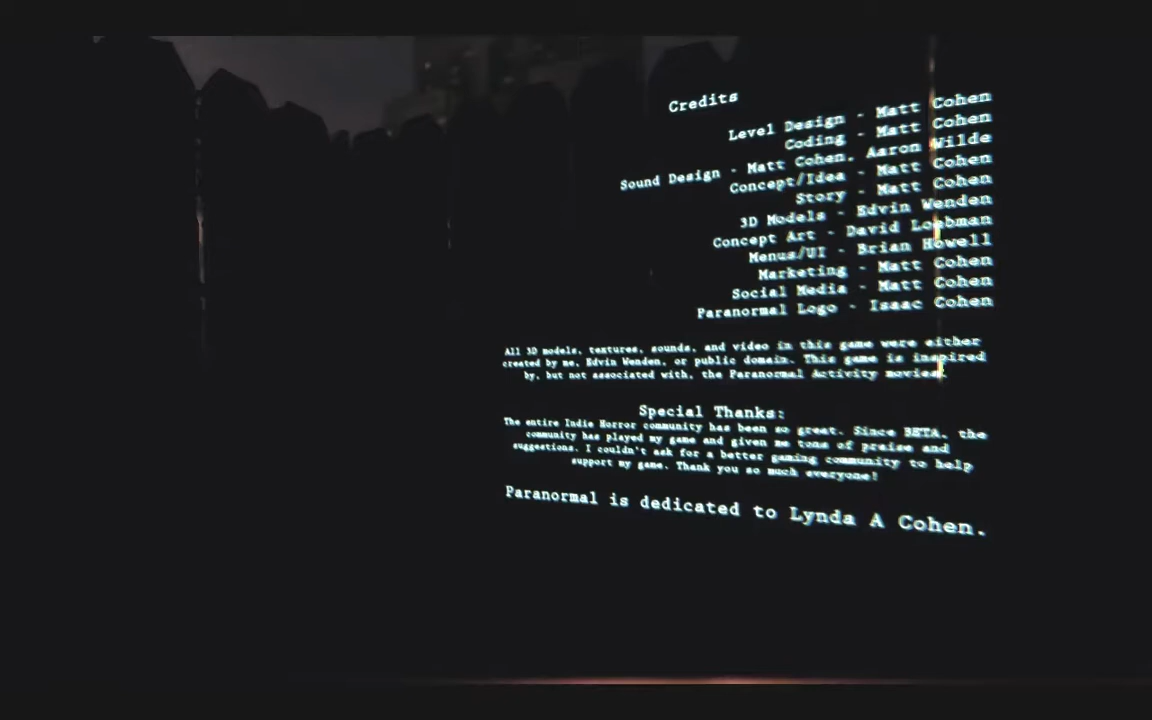 Credits
Level Design - Matt Cohen
Coding - Matt Cohen
Sound Design - Matt Cohen. Aaron Wilde
Concept/Idea - Matt Cohen
Story - Matt Cohen
3D Models - Edvin Wenden
Concept Art - David Loebman
Menus/UI - Brian Howell
Marketing - Matt Cohen
Social Media - Matt Cohen
Paranormal Logo - Isaac Cohen
All 3D models, textures, sounds, and video in this game were either
created by me, Edvin Wenden, or public domain. This game is inspired
by, but not associated with, the Paranormal Activity movies.
Special Thanks:
The entire Indie Horror community has been so great. Since BETA, the
community has played my game and given me tons of praise and
suggestions. I couldn't ask for a better gaming community to help
support my game. Thank you so much everyone!
Paranormal is dedicated to Lynda A Cohen.